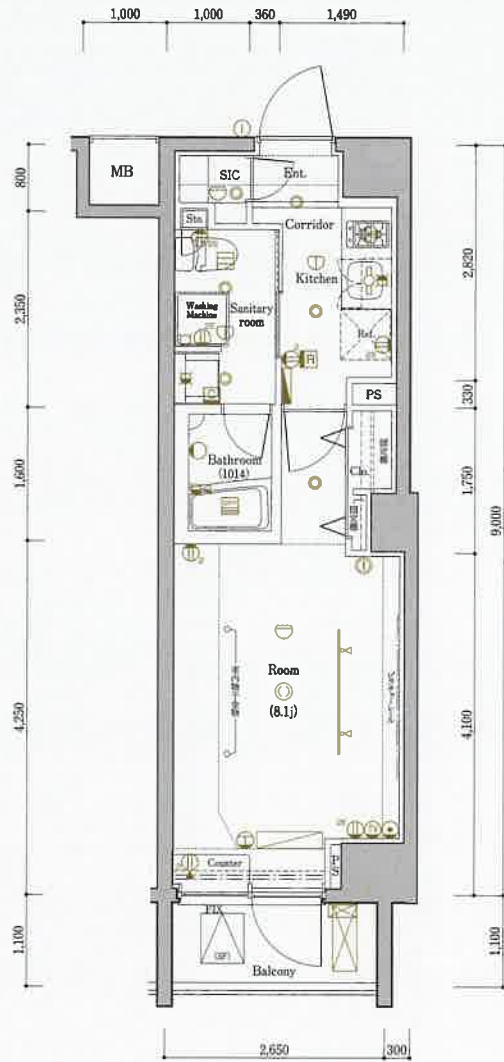 1,000 1,000 360 1,490
MB
SIC
Ent.
800
Sto.
Corridor
Kitchen
2,820
2,350
Washing
Machine
Sanitary
room
Ref.
PS
330
Bathroom
(1014)
Clo.
1,600
1,750
9,000
Room
(8.1j)
4,250
4,100
Counter
P.S
FIX
Balcony
1,100
1,100
2,650 300